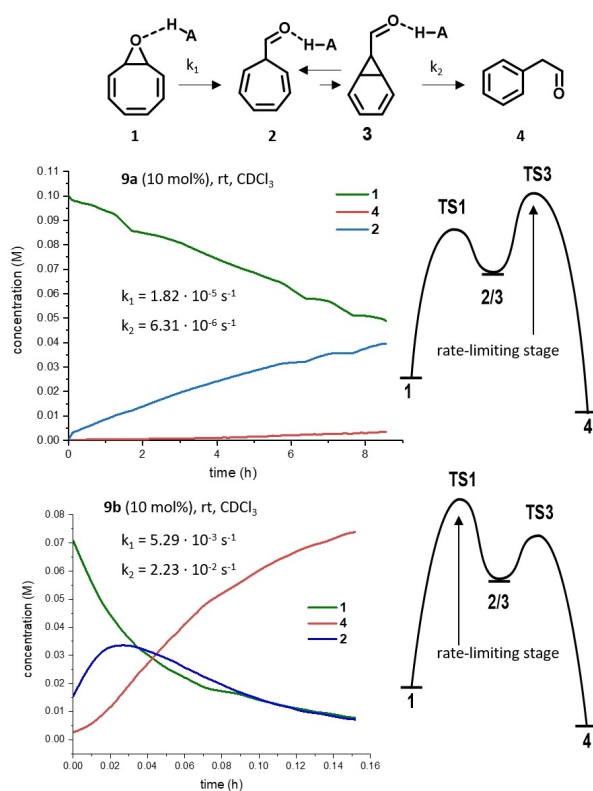 O H A
k1
O H–A
O H–A
k2
O
1 2 3 4
9a (10 mol%), rt, CDCl3
1
4
2
k1 = 1.82 · 10-5 s-1
k2 = 6.31 · 10-6 s-1
concentration (M)
0.11
0.10
0.09
0.08
0.07
0.06
0.05
0.04
0.03
0.02
0.01
0.00
0 2 4 6 8
time (h)
TS1
TS3
2/3
rate-limiting stage
1
4
9b (10 mol%), rt, CDCl3
k1 = 5.29 · 10-3 s-1
k2 = 2.23 · 10-2 s-1
1
4
2
concentration (M)
0.08
0.07
0.06
0.05
0.04
0.03
0.02
0.01
0.00
0.00 0.02 0.04 0.06 0.08 0.10 0.12 0.14 0.16
time (h)
TS1
TS3
2/3
rate-limiting stage
1
4